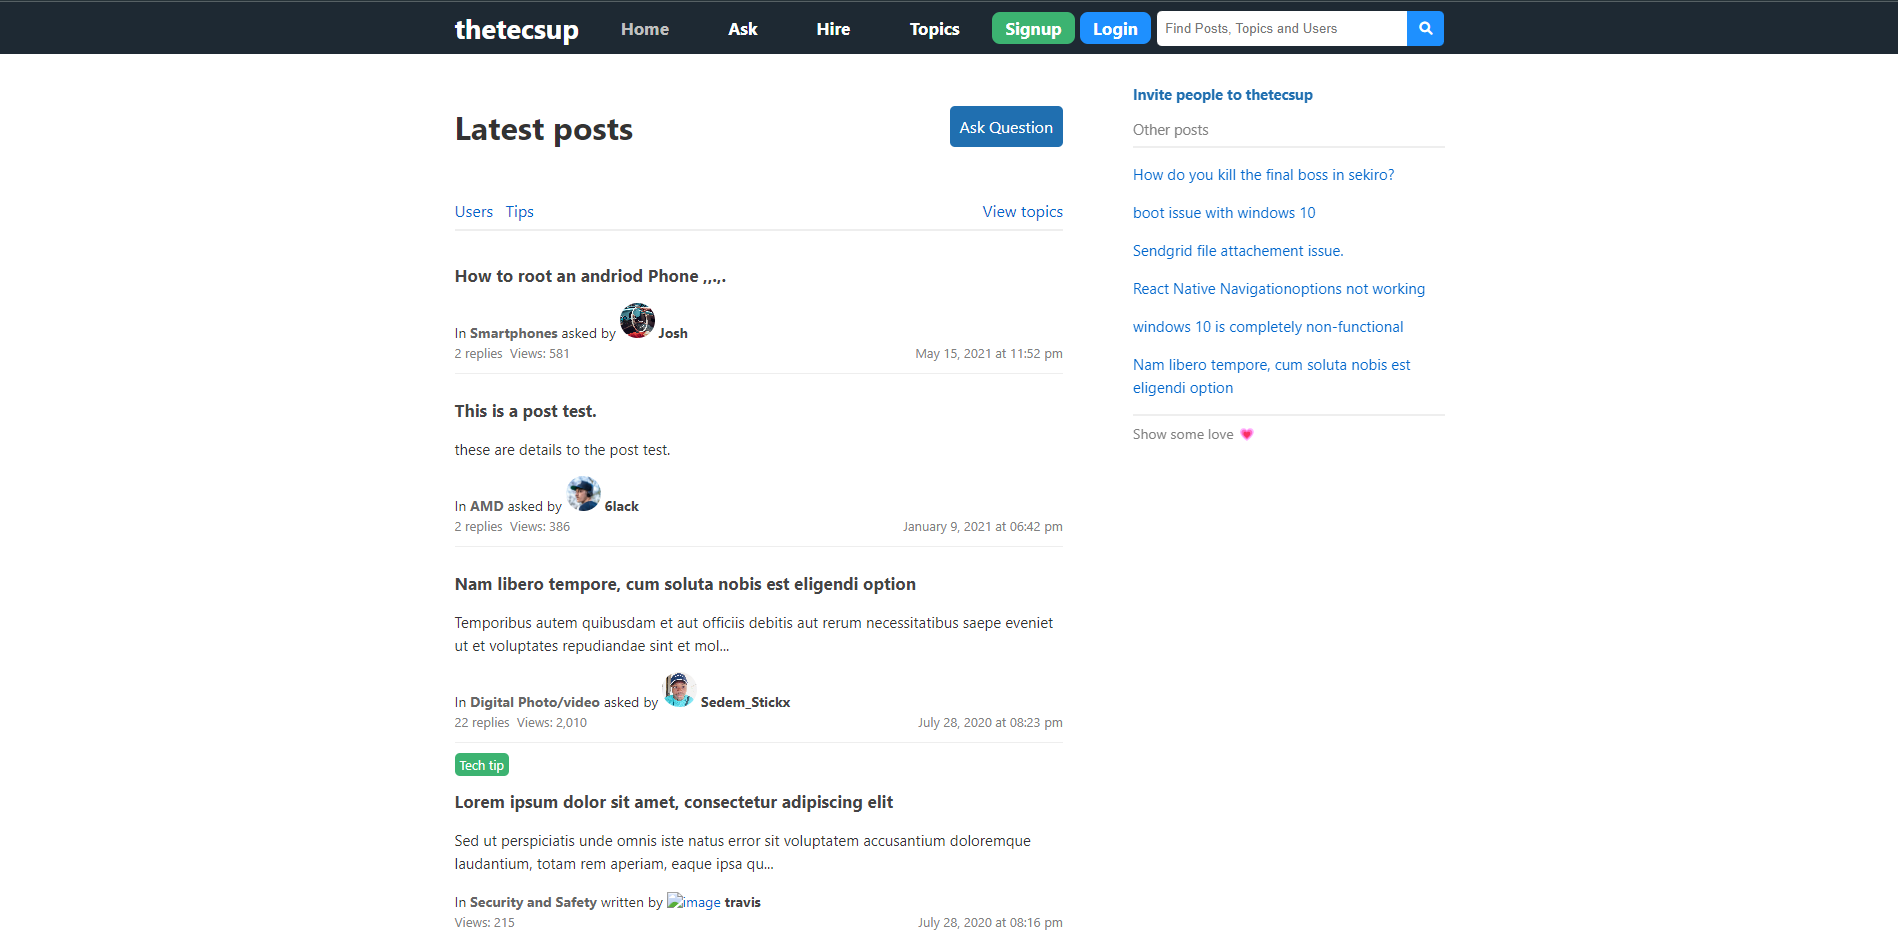 thetecsup Home Ask Hire Topics Signup Login Find Posts, Topics and Users
Latest posts
Ask Question
Users Tips View topics
How to root an andriod Phone ,,.,.
In Smartphones asked by Josh
2 replies Views: 581 May 15, 2021 at 11:52 pm
This is a post test.
these are details to the post test.
In AMD asked by 6lack
2 replies Views: 386 January 9, 2021 at 06:42 pm
Nam libero tempore, cum soluta nobis est eligendi option
Temporibus autem quibusdam et aut officiis debitis aut rerum necessitatibus saepe eveniet
ut et voluptates repudiandae sint et mol...
In Digital Photo/video asked by Sedem_Stickx
22 replies Views: 2,010 July 28, 2020 at 08:23 pm
Tech tip
Lorem ipsum dolor sit amet, consectetur adipiscing elit
Sed ut perspiciatis unde omnis iste natus error sit voluptatem accusantium doloremque
laudantium, totam rem aperiam, eaque ipsa qu...
In Security and Safety written by image travis
Views: 215 July 28, 2020 at 08:16 pm
Invite people to thetecsup
Other posts
How do you kill the final boss in sekiro?
boot issue with windows 10
Sendgrid file attachement issue.
React Native Navigationoptions not working
windows 10 is completely non-functional
Nam libero tempore, cum soluta nobis est
eligendi option
Show some love 💗